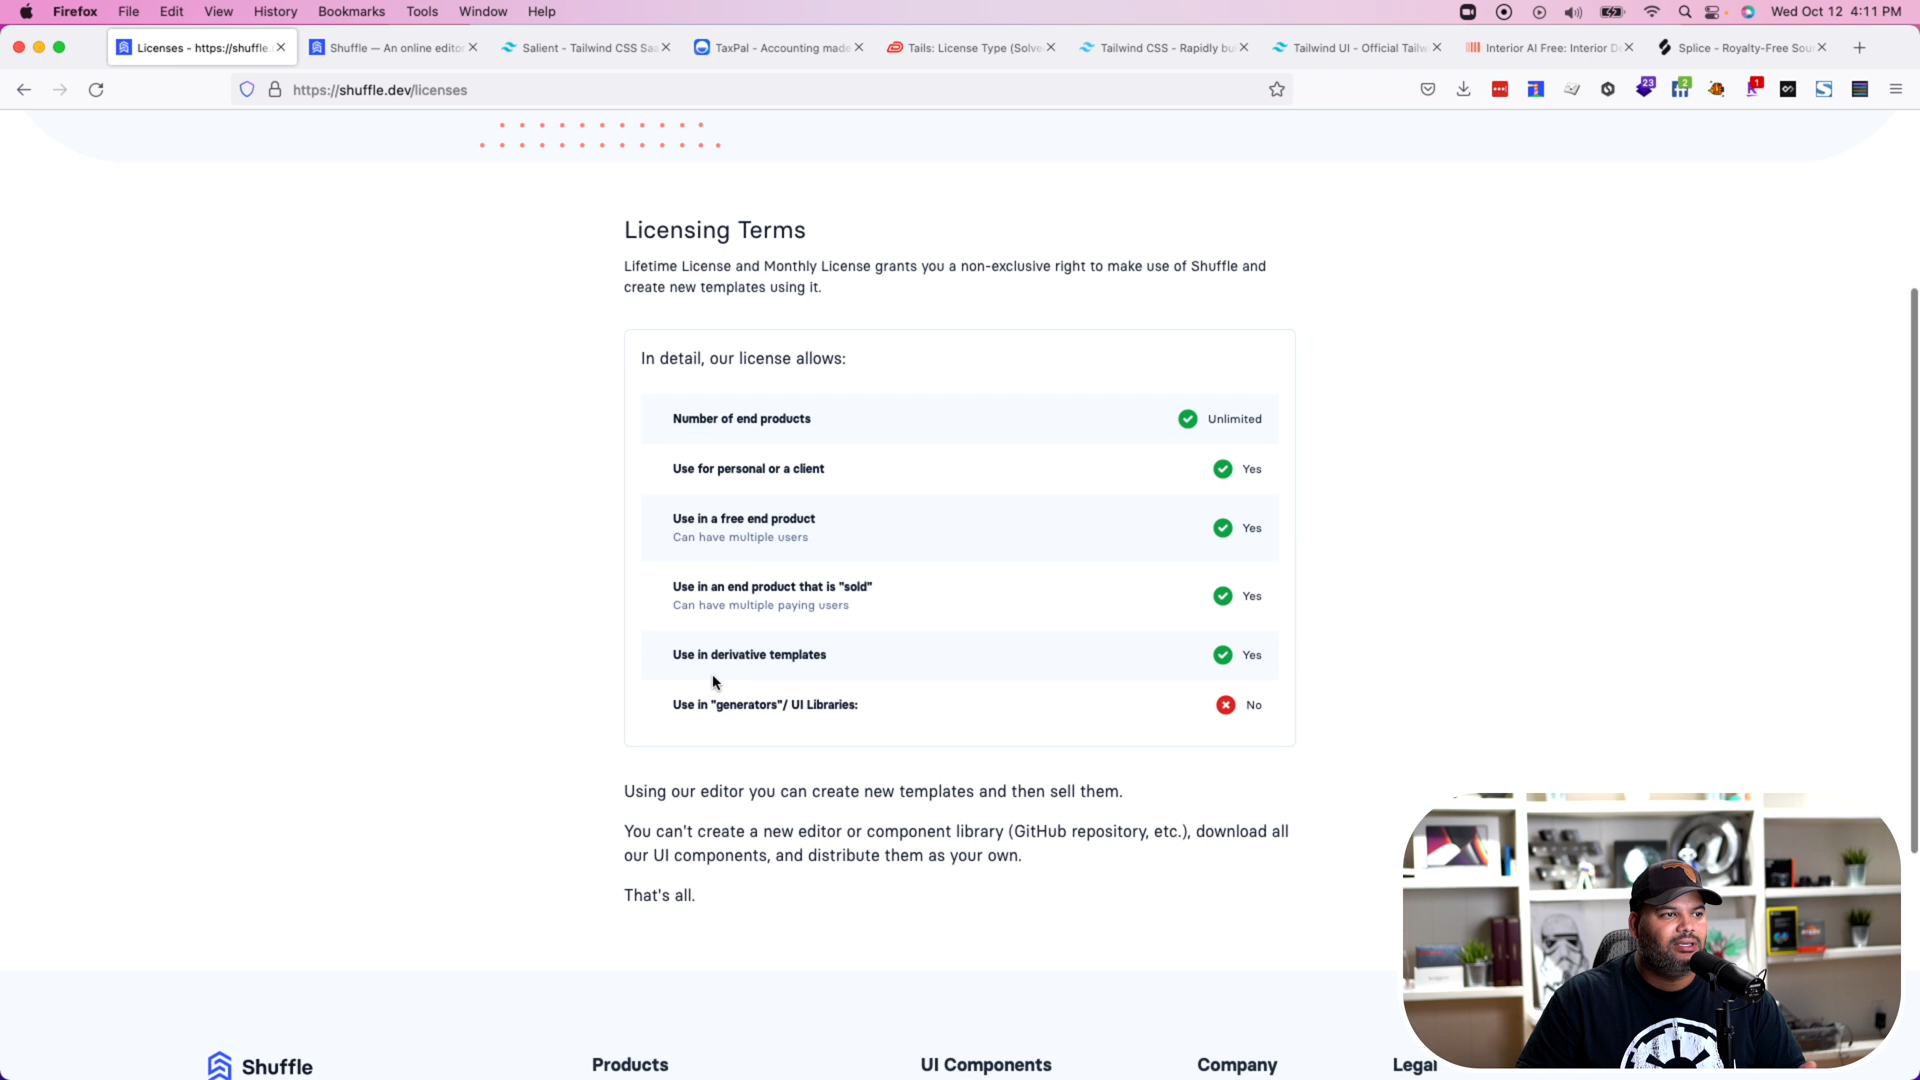 Firefox File Edit View History Bookmarks Tools Window Help Wed Oct 12 4:11 PM
Licenses - https://shuffle. Shuffle — An online editor Salient - Tailwind CSS Sa TaxPal - Accounting made Tails: License Type (Solve Tailwind CSS - Rapidly bu Tailwind UI - Official Tailw Interior AI Free: Interior D Splice - Royalty-Free Sou
https://shuffle.dev/licenses 23 2 1
Licensing Terms
Lifetime License and Monthly License grants you a non-exclusive right to make use of Shuffle and
create new templates using it.
In detail, our license allows:
Number of end products Unlimited
Use for personal or a client Yes
Use in a free end product
Can have multiple users Yes
Use in an end product that is "sold"
Can have multiple paying users Yes
Use in derivative templates Yes
Use in "generators"/ UI Libraries: No
Using our editor you can create new templates and then sell them.
You can't create a new editor or component library (GitHub repository, etc.), download all
our UI components, and distribute them as your own.
That's all.
Shuffle Products UI Components Company Legal